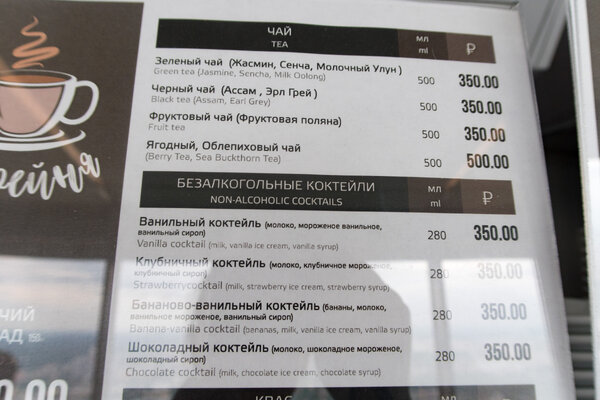 ЧАЙ мл ₽
TEA ml
Зеленый чай (Жасмин, Сенча, Молочный Улун)
Green tea (Jasmine, Sencha, Milk Oolong) 500 350.00
Черный чай (Ассам, Эрл Грей)
Black tea (Assam, Earl Grey) 500 350.00
Фруктовый чай (Фруктовая поляна)
Fruit tea 500 350.00
Ягодный, Облепиховый чай
(Berry Tea, Sea Buckthorn Tea) 500 500.00
БЕЗАЛКОГОЛЬНЫЕ КОКТЕЙЛИ мл ₽
NON-ALCOHOLIC COCKTAILS ml
Ванильный коктейль (молоко, мороженое ванильное,
ванильный сироп) 280 350.00
Vanilla cocktail (milk, vanilla ice cream, vanilla syrup)
Клубничный коктейль (молоко, клубничное мороженое,
клубничный сироп) 280 350.00
Strawberrycocktail (milk, strawberry ice cream, strawberry syrup)
Бананово-ванильный коктейль (бананы, молоко,
ванильное мороженое, ванильный сироп) 280 350.00
Banana-vanilla cocktail (bananas, milk, vanilla ice cream, vanilla syrup)
Шоколадный коктейль (молоко, шоколадное мороженое,
шоколадный сироп) 280 350.00
Chocolate cocktail (milk, chocolate ice cream, chocolate syrup)
КВАС